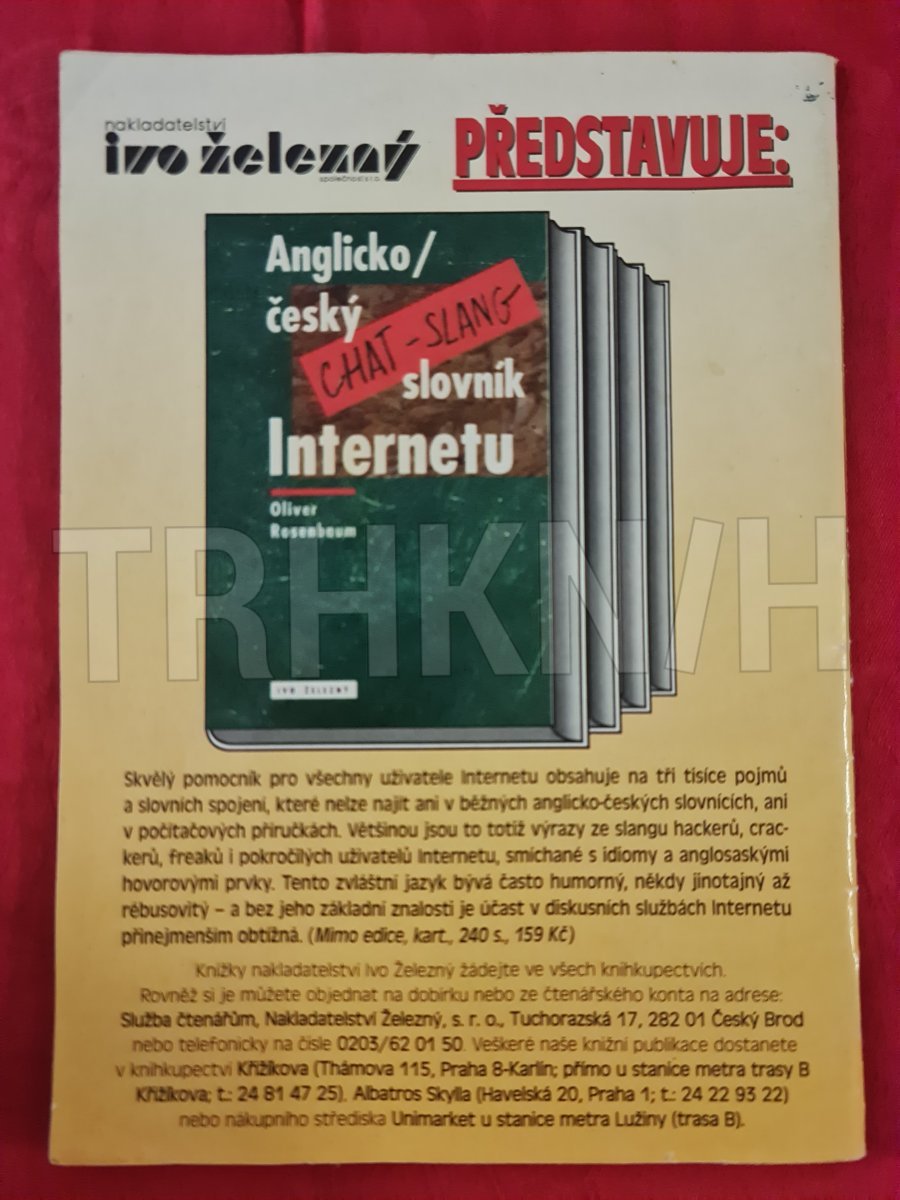 nakladatelství
ivo železný
společnost s r.o.
PŘEDSTAVUJE:
Anglicko/
český
CHAT - SLANG
slovník
Internetu
Oliver
Rosenbaum
IVO ŽELEZNÝ
TRHKN/H
Skvělý pomocník pro všechny uživatele Internetu obsahuje na tři tisíce pojmů
a slovních spojení, které nelze najít ani v běžných anglicko-českých slovnících, ani
v počítačových příručkách. Většinou jsou to totiž výrazy ze slangu hackerů, crac-
kerů, freaků i pokročilých uživatelů Internetu, smíchané s idiomy a anglosaskými
hovorovými prvky. Tento zvláštní jazyk bývá často humorný, někdy jinotajný až
rébusovitý – a bez jeho základní znalosti je účast v diskusních službách Internetu
přinejmenším obtížná. (Mimo edice, kart., 240 s., 159 Kč)
Knížky nakladatelství Ivo Železný žádejte ve všech knihkupectvích.
Rovněž si je můžete objednat na dobírku nebo ze čtenářského konta na adrese:
Služba čtenářům, Nakladatelství Železný, s. r. o., Tuchorazská 17, 282 01 Český Brod
nebo telefonicky na čísle 0203/62 01 50. Veškeré naše knižní publikace dostanete
v knihkupectví Křižíkova (Thámova 115, Praha 8-Karlín; přímo u stanice metra trasy B
Křižíkova; t.: 24 81 47 25), Albatros Skylla (Havelská 20, Praha 1; t.: 24 22 93 22)
nebo nákupního střediska Unimarket u stanice metra Lužiny (trasa B).